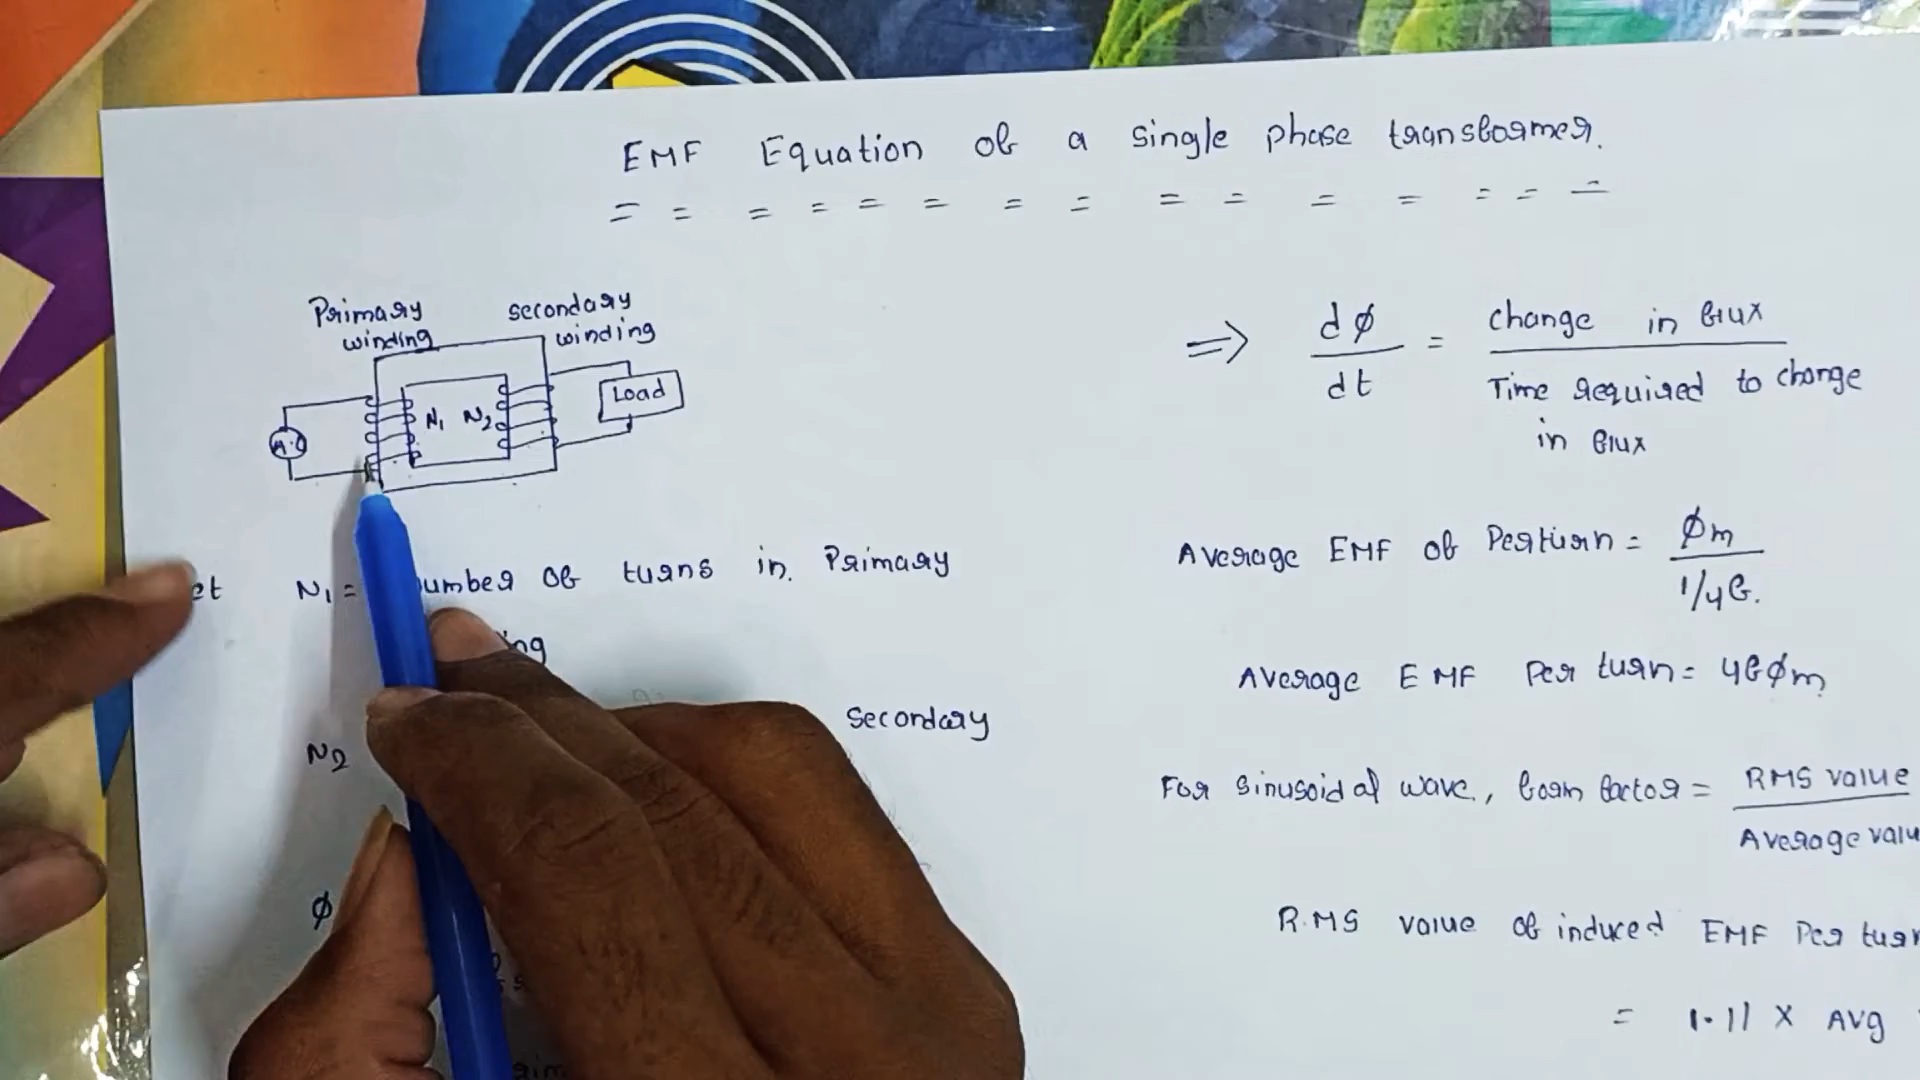 EMF Equation of a single phase transformer.
Primary
winding
secondary
winding
A.C
N1 N2
Load
N1 = number of turns in Primary
N2 Secondary
φ
⇒ dφ/dt = change in flux / Time required to change
in flux
Average EMF of Perturn = φm / 1/4f.
Average EMF Per turn = 4fφm
For sinusoidal wave, form factor = RMS value / Average valu
R.M.S value of induced EMF Per turn
= 1.11 X Avg